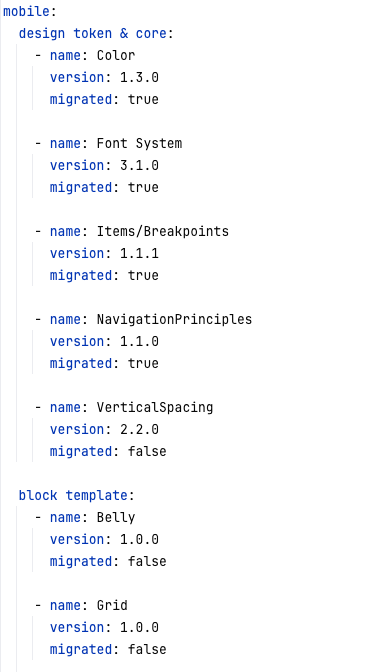 mobile:
  design token & core:
    - name: Color
      version: 1.3.0
      migrated: true

    - name: Font System
      version: 3.1.0
      migrated: true

    - name: Items/Breakpoints
      version: 1.1.1
      migrated: true

    - name: NavigationPrinciples
      version: 1.1.0
      migrated: true

    - name: VerticalSpacing
      version: 2.2.0
      migrated: false

  block template:
    - name: Belly
      version: 1.0.0
      migrated: false

    - name: Grid
      version: 1.0.0
      migrated: false